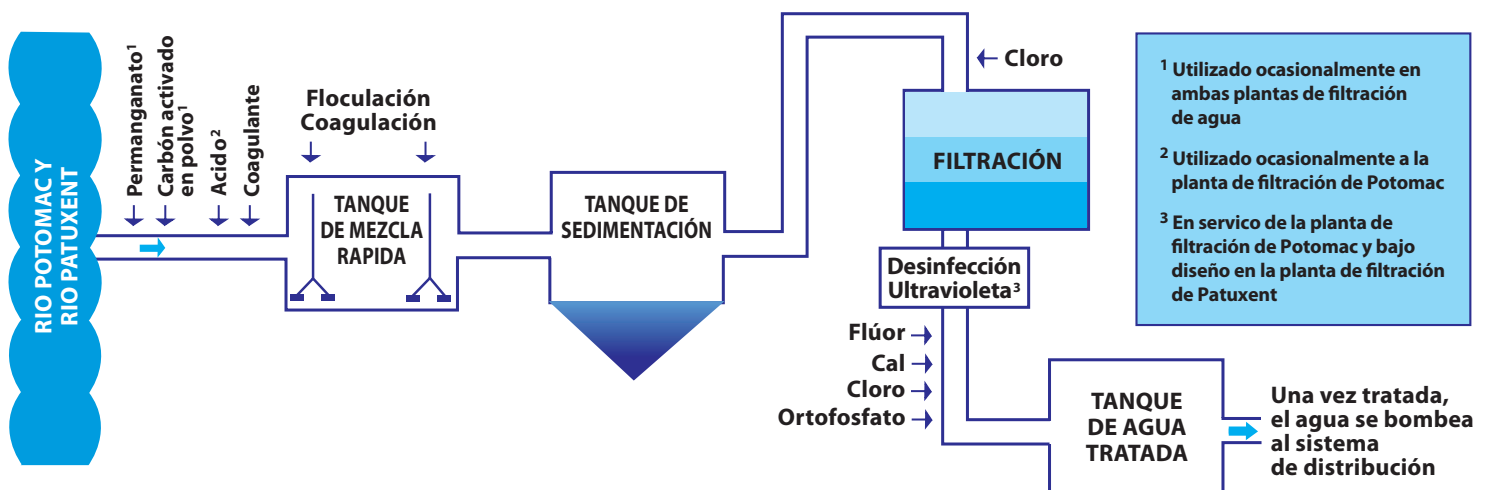 RIO POTOMAC Y
RIO PATUXENT
Permanganato¹
Carbón activado
en polvo¹
Acido²
Coagulante
Floculación
Coagulación
TANQUE
DE MEZCLA
RAPIDA
TANQUE DE
SEDIMENTACIÓN
Cloro
FILTRACIÓN
Desinfección
Ultravioleta³
Flúor
Cal
Cloro
Ortofosfato
TANQUE
DE AGUA
TRATADA
Una vez tratada,
el agua se bombea
al sistema
de distribución
¹ Utilizado ocasionalmente en
ambas plantas de filtración
de agua
² Utilizado ocasionalmente a la
planta de filtración de Potomac
³ En servico de la planta de
filtración de Potomac y bajo
diseño en la planta de filtración
de Patuxent